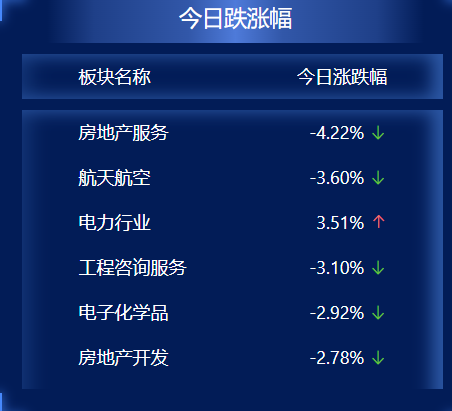 今日跌涨幅
板块名称 今日涨跌幅
房地产服务 -4.22% ↓
航天航空 -3.60% ↓
电力行业 3.51% ↑
工程咨询服务 -3.10% ↓
电子化学品 -2.92% ↓
房地产开发 -2.78% ↓